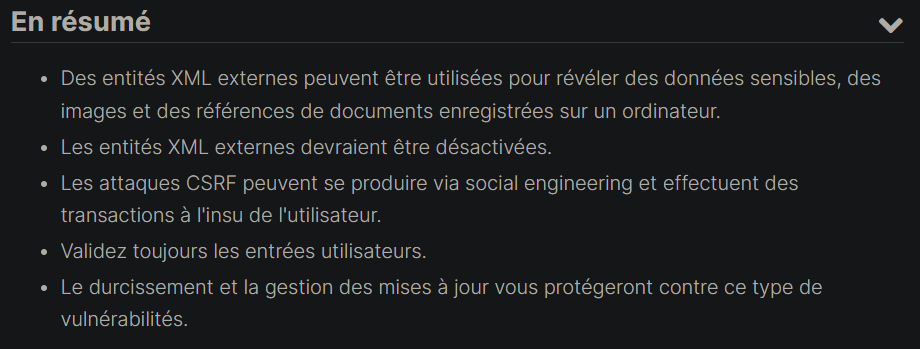 En résumé
• Des entités XML externes peuvent être utilisées pour révéler des données sensibles, des
images et des références de documents enregistrées sur un ordinateur.
• Les entités XML externes devraient être désactivées.
• Les attaques CSRF peuvent se produire via social engineering et effectuent des
transactions à l'insu de l'utilisateur.
• Validez toujours les entrées utilisateurs.
• Le durcissement et la gestion des mises à jour vous protégeront contre ce type de
vulnérabilités.